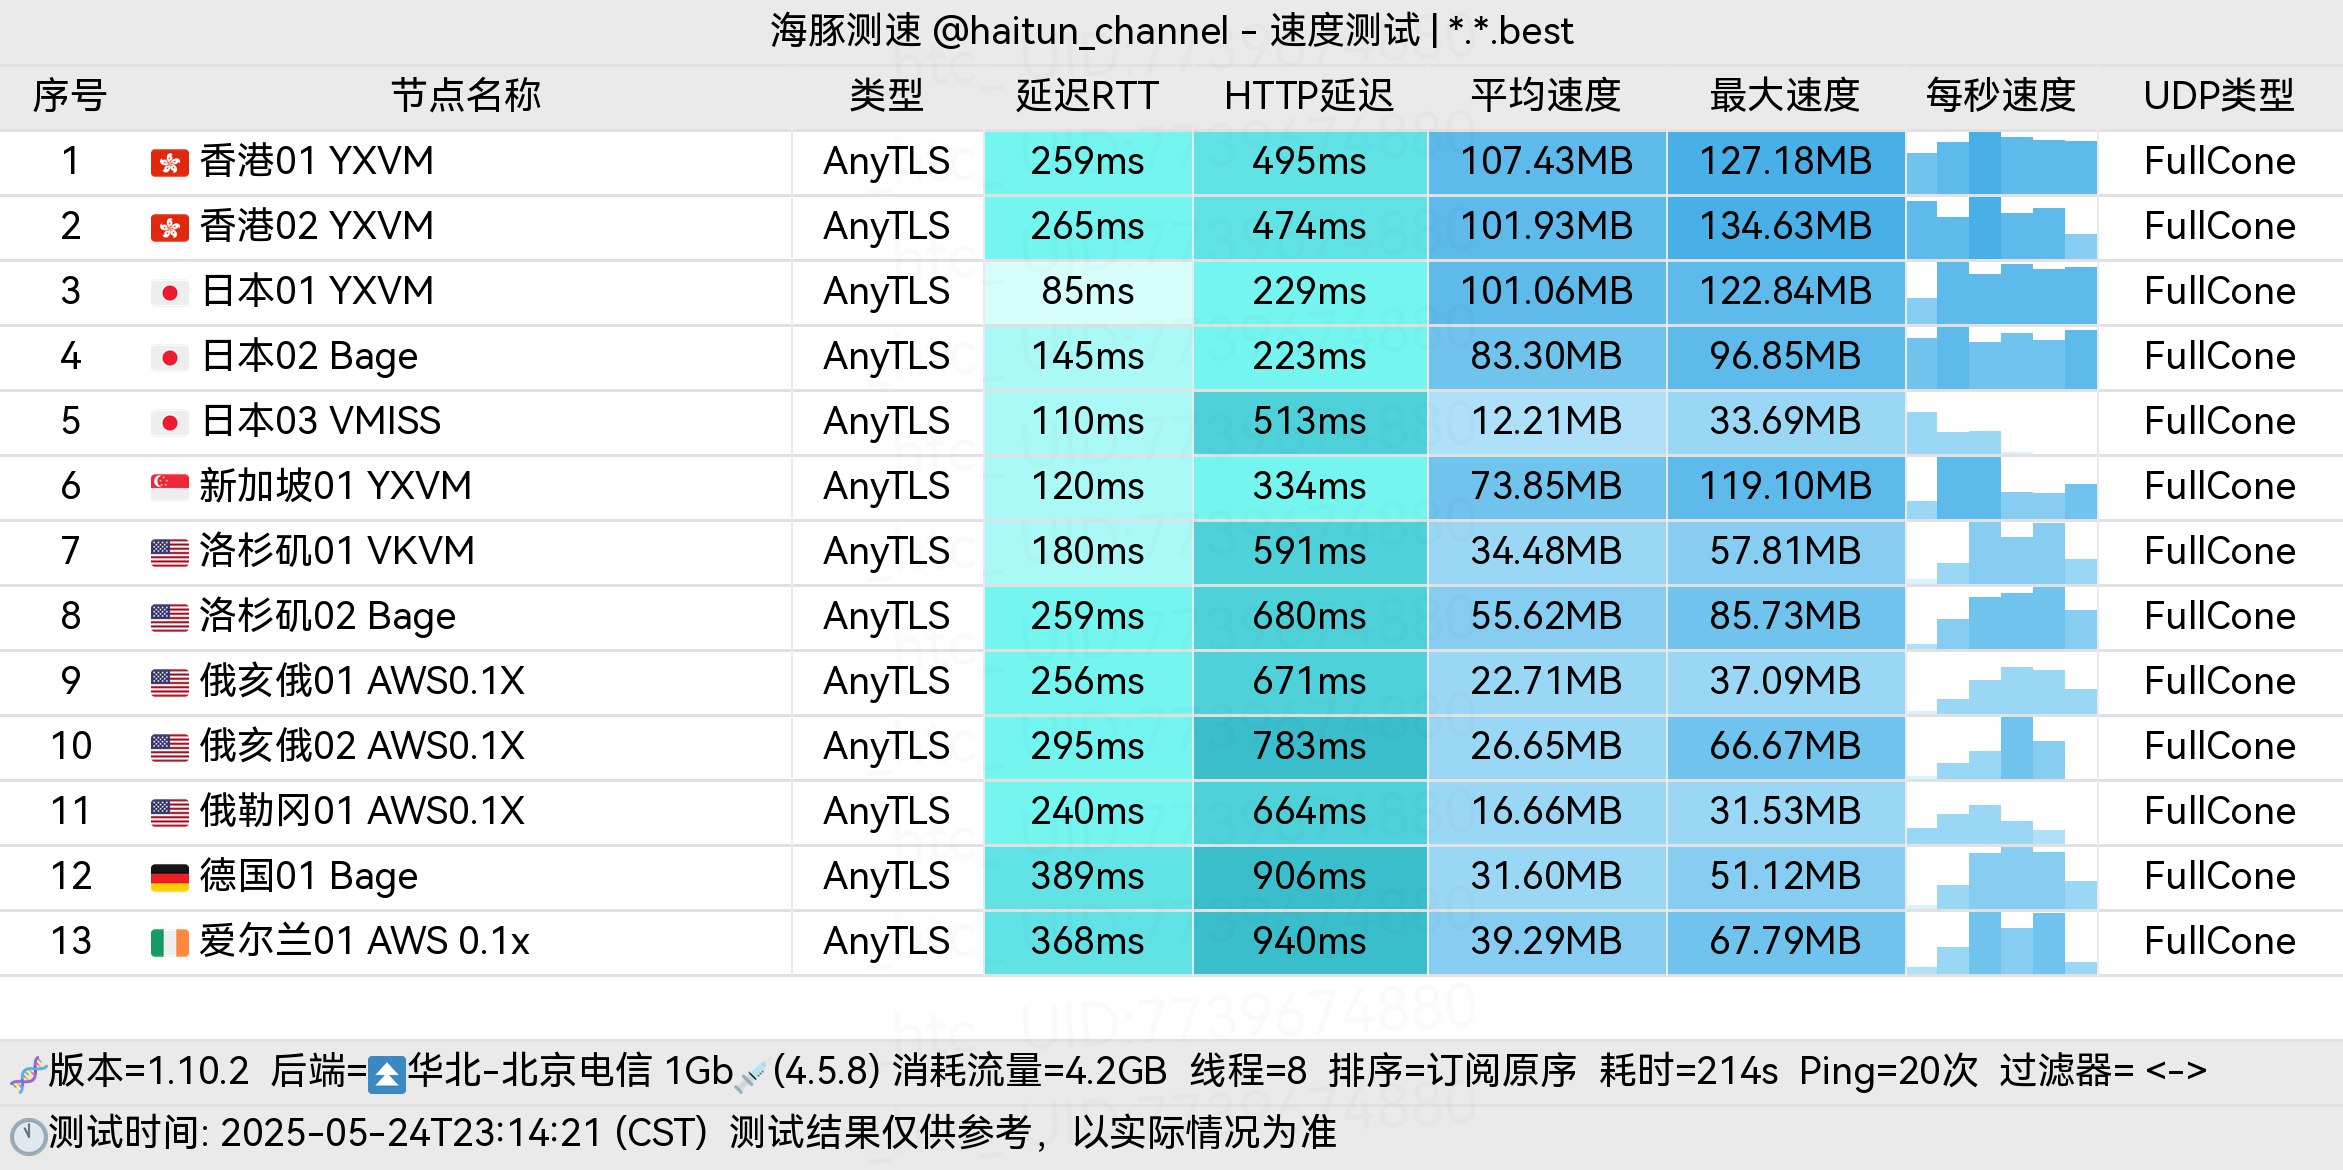 海豚测速 @haitun_channel - 速度测试 | *.*.best
序号 节点名称 类型 延迟RTT HTTP延迟 平均速度 最大速度 每秒速度 UDP类型
1 香港01 YXVM AnyTLS 259ms 495ms 107.43MB 127.18MB FullCone
2 香港02 YXVM AnyTLS 265ms 474ms 101.93MB 134.63MB FullCone
3 日本01 YXVM AnyTLS 85ms 229ms 101.06MB 122.84MB FullCone
4 日本02 Bage AnyTLS 145ms 223ms 83.30MB 96.85MB FullCone
5 日本03 VMISS AnyTLS 110ms 513ms 12.21MB 33.69MB FullCone
6 新加坡01 YXVM AnyTLS 120ms 334ms 73.85MB 119.10MB FullCone
7 洛杉矶01 VKVM AnyTLS 180ms 591ms 34.48MB 57.81MB FullCone
8 洛杉矶02 Bage AnyTLS 259ms 680ms 55.62MB 85.73MB FullCone
9 俄亥俄01 AWS0.1X AnyTLS 256ms 671ms 22.71MB 37.09MB FullCone
10 俄亥俄02 AWS0.1X AnyTLS 295ms 783ms 26.65MB 66.67MB FullCone
11 俄勒冈01 AWS0.1X AnyTLS 240ms 664ms 16.66MB 31.53MB FullCone
12 德国01 Bage AnyTLS 389ms 906ms 31.60MB 51.12MB FullCone
13 爱尔兰01 AWS 0.1x AnyTLS 368ms 940ms 39.29MB 67.79MB FullCone
htc_ UID:7739674880
版本=1.10.2 后端=华北-北京电信 1Gb(4.5.8) 消耗流量=4.2GB 线程=8 排序=订阅原序 耗时=214s Ping=20次 过滤器= <->
测试时间: 2025-05-24T23:14:21 (CST) 测试结果仅供参考，以实际情况为准